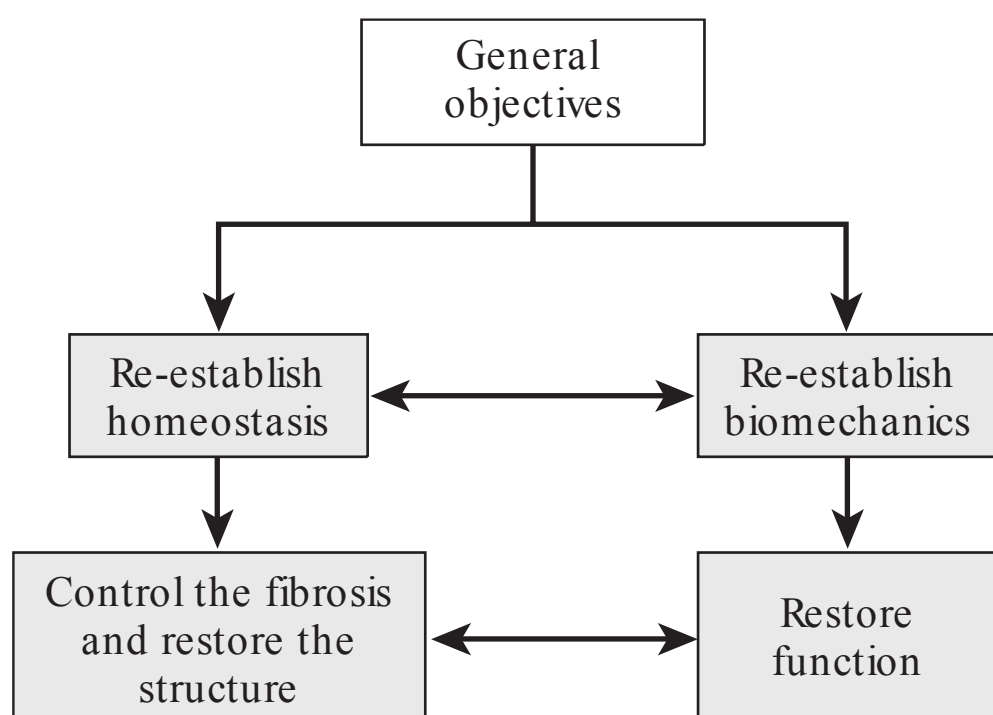 General
objectives
Re-establish
homeostasis
Re-establish
biomechanics
Control the fibrosis
and restore the
structure
Restore
function